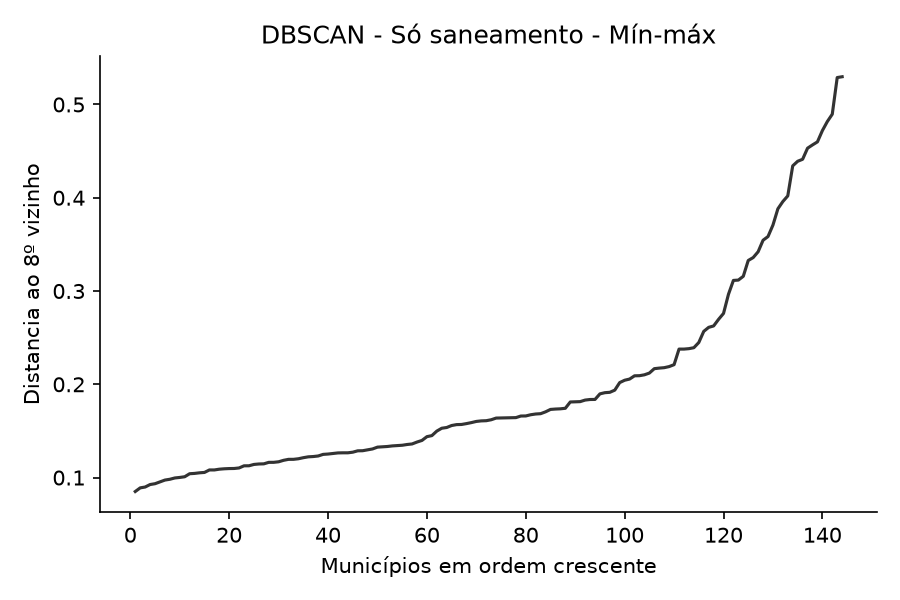 DBSCAN - Só saneamento - Mín-máx
Distancia ao 8º vizinho
0.5
0.4
0.3
0.2
0.1
0 20 40 60 80 100 120 140
Municípios em ordem crescente